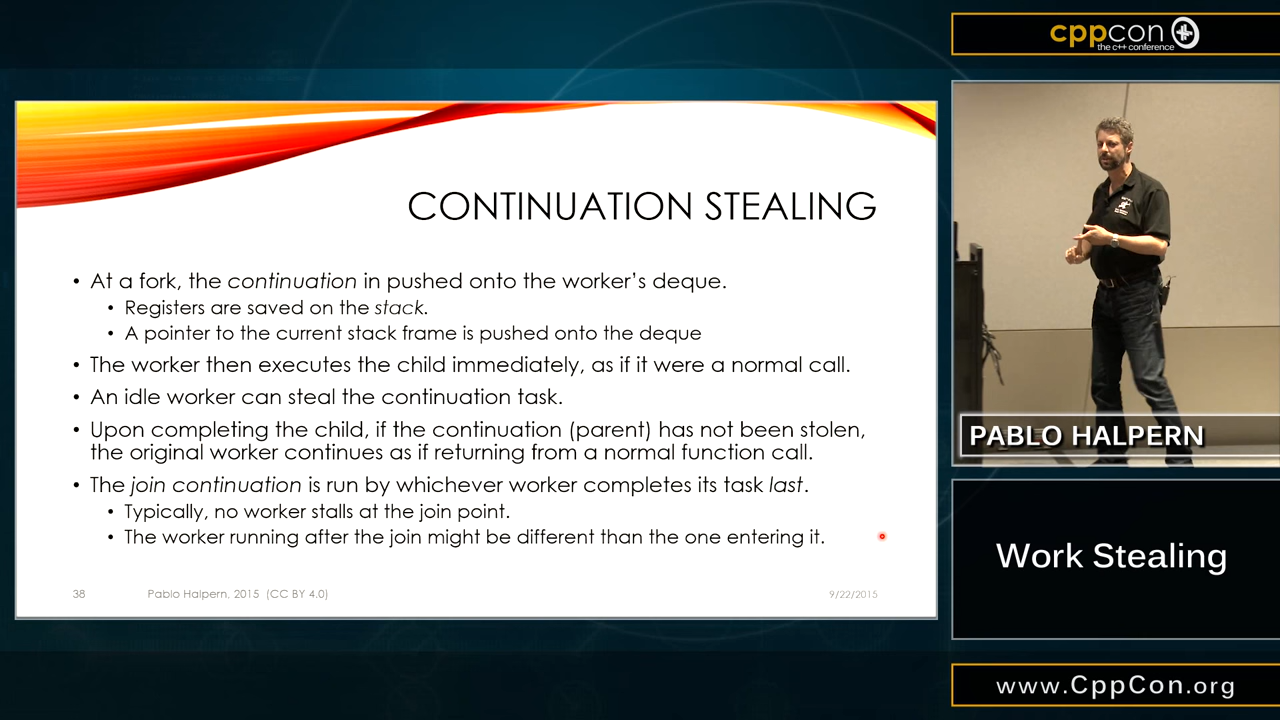 cppcon
the c++ conference
CONTINUATION STEALING
• At a fork, the continuation in pushed onto the worker’s deque.
• Registers are saved on the stack.
• A pointer to the current stack frame is pushed onto the deque
• The worker then executes the child immediately, as if it were a normal call.
• An idle worker can steal the continuation task.
• Upon completing the child, if the continuation (parent) has not been stolen,
the original worker continues as if returning from a normal function call.
• The join continuation is run by whichever worker completes its task last.
• Typically, no worker stalls at the join point.
• The worker running after the join might be different than the one entering it.
38
Pablo Halpern, 2015 (CC BY 4.0)
9/22/2015
PABLO HALPERN
Work Stealing
www.CppCon.org